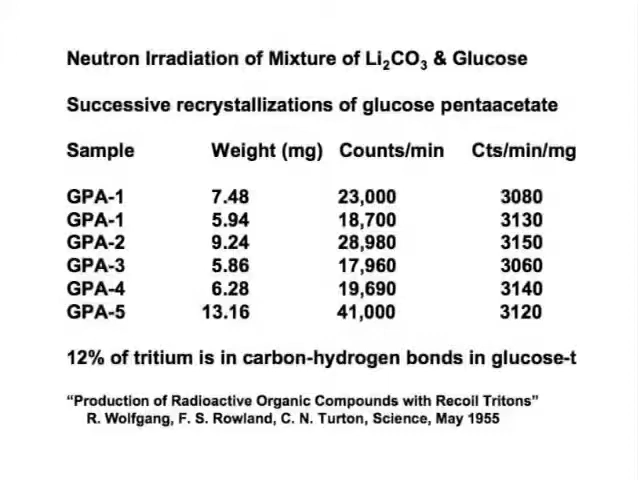 Neutron Irradiation of Mixture of Li₂CO₃ & Glucose
Successive recrystallizations of glucose pentaacetate
Sample Weight (mg) Counts/min Cts/min/mg
GPA-1 7.48 23,000 3080
GPA-1 5.94 18,700 3130
GPA-2 9.24 28,980 3150
GPA-3 5.86 17,960 3060
GPA-4 6.28 19,690 3140
GPA-5 13.16 41,000 3120
12% of tritium is in carbon-hydrogen bonds in glucose-t
“Production of Radioactive Organic Compounds with Recoil Tritons”
R. Wolfgang, F. S. Rowland, C. N. Turton, Science, May 1955